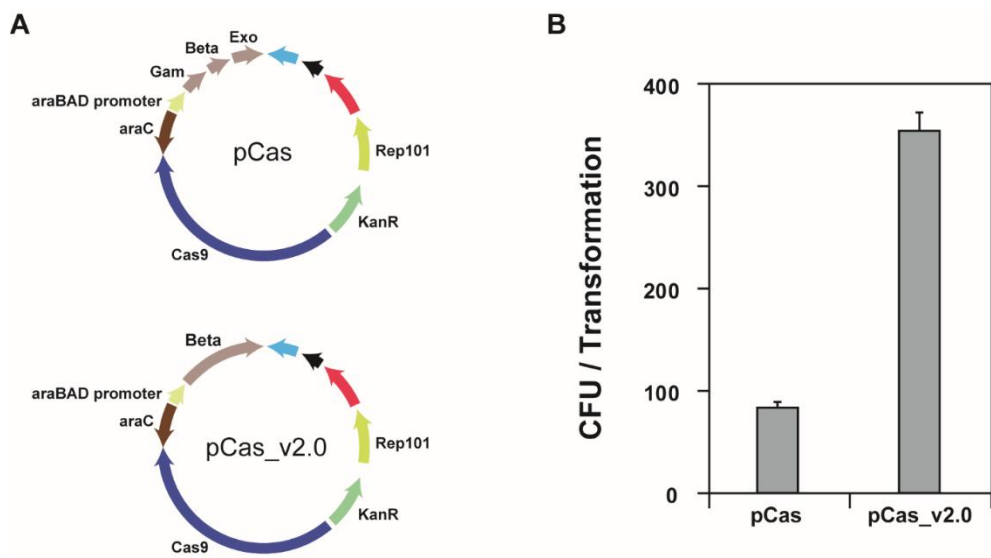 A
Exo
Beta
Gam
araBAD promoter
araC
pCas
Rep101
KanR
Cas9
Beta
araBAD promoter
araC
pCas_v2.0
Rep101
KanR
Cas9
B
CFU / Transformation
400
300
200
100
0
pCas
pCas_v2.0